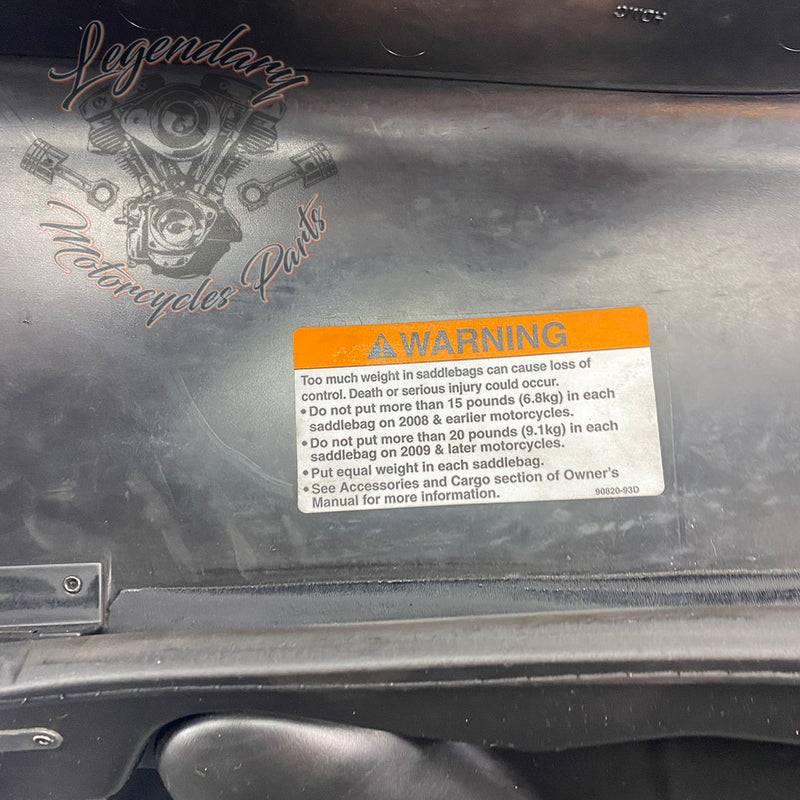 Legendary
Motorcycles Parts
WARNING
Too much weight in saddlebags can cause loss of
control. Death or serious injury could occur.
• Do not put more than 15 pounds (6.8kg) in each
saddlebag on 2008 & earlier motorcycles.
• Do not put more than 20 pounds (9.1kg) in each
saddlebag on 2009 & later motorcycles.
• Put equal weight in each saddlebag.
• See Accessories and Cargo section of Owner's
Manual for more information.
90820-93D